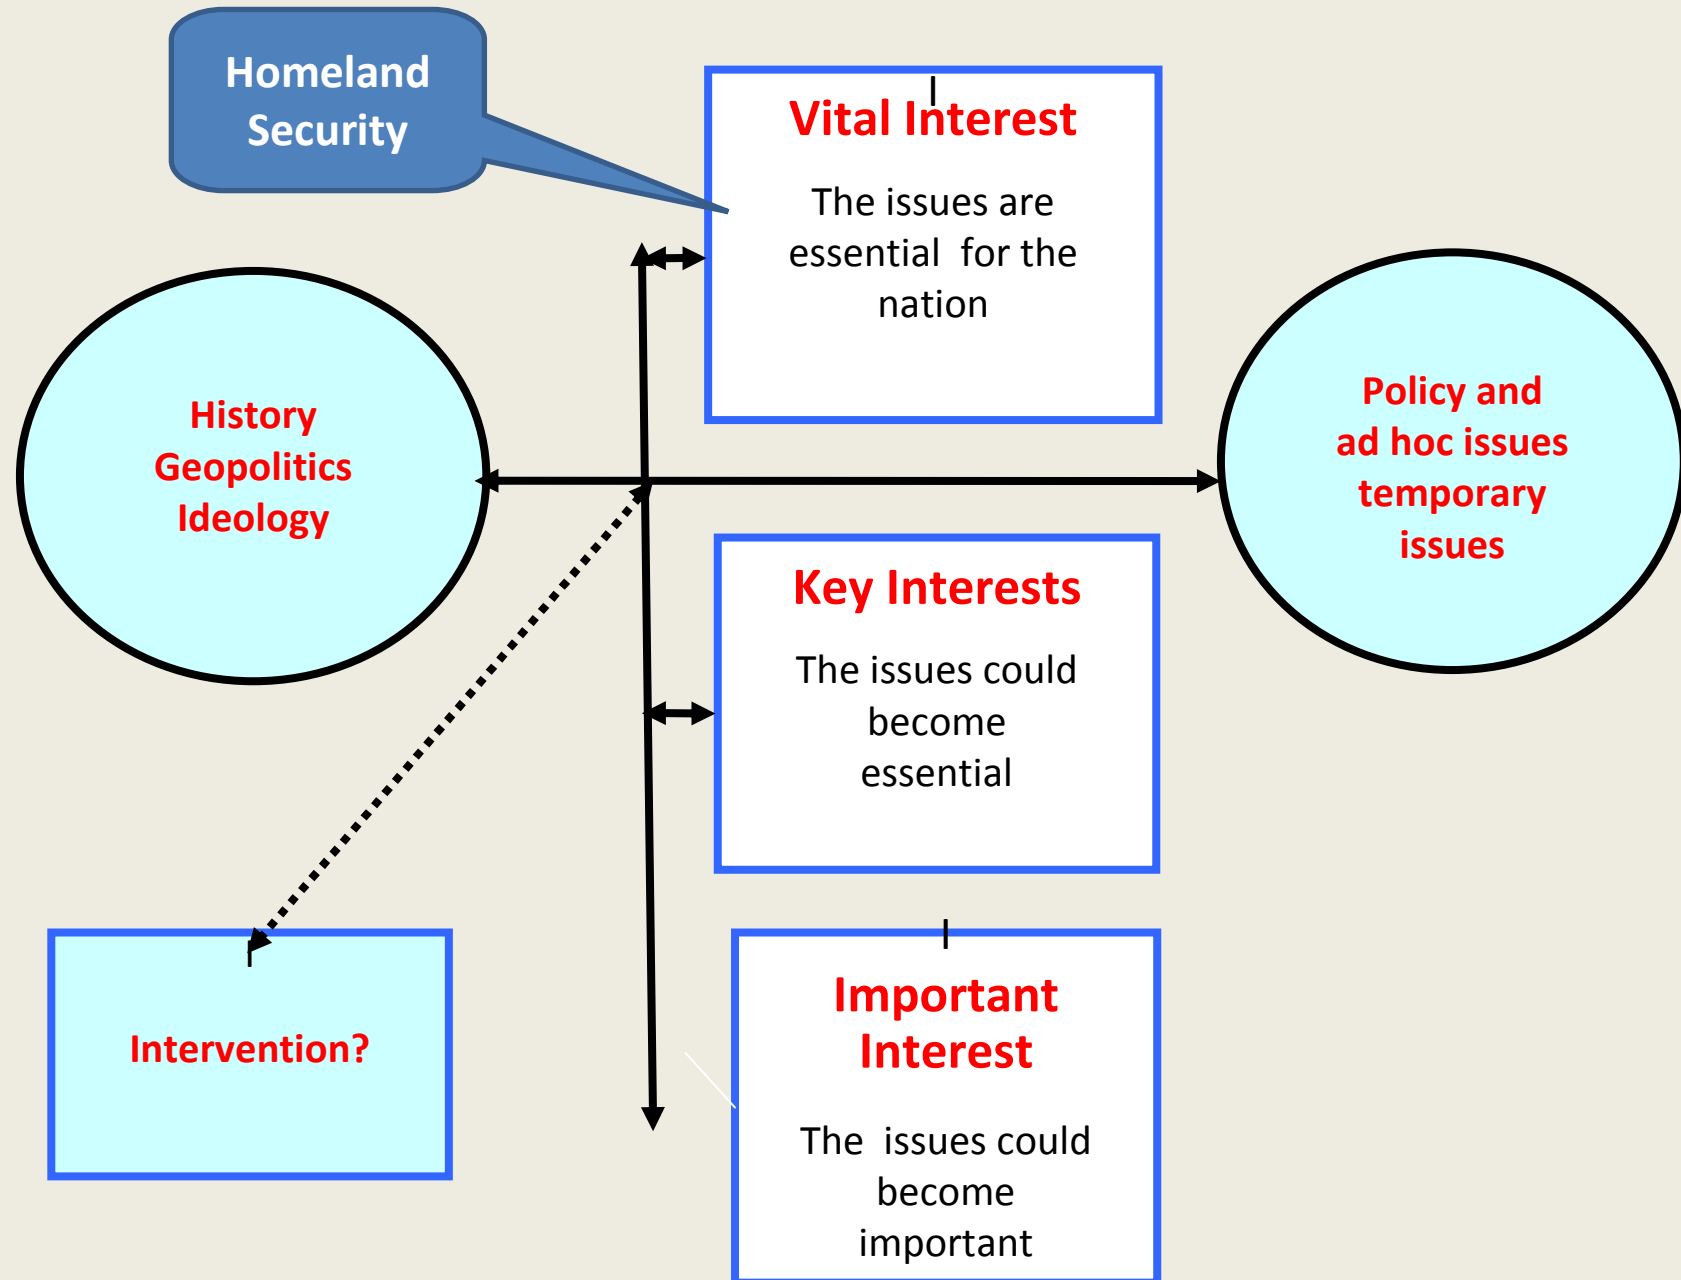 Homeland
Security
Vital Interest
The issues are
essential for the
nation
History
Geopolitics
Ideology
Policy and
ad hoc issues
temporary
issues
Key Interests
The issues could
become
essential
Intervention?
Important
Interest
The issues could
become
important